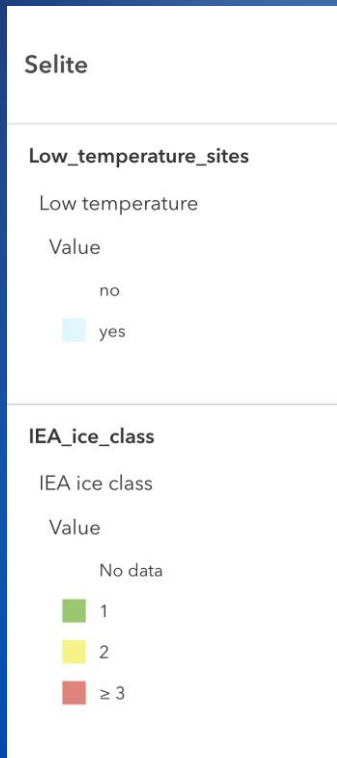 Selite
Low_temperature_sites
Low temperature
Value
no
yes
IEA_ice_class
IEA ice class
Value
No data
1
2
≥ 3